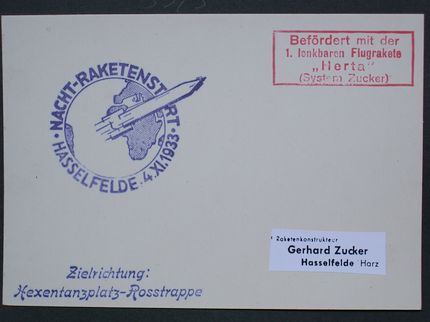 Befördert mit der
1. lenkbaren Flugrakete
„Herta"
(System Zucker)
• NACHT-RAKETENSTART •
HASSELFELDE 4.XI.1933
Raketenkonstrukteur
Gerhard Zucker
Hasselfelde Harz
Zielrichtung:
Hexentanzplatz-Rosstrappe